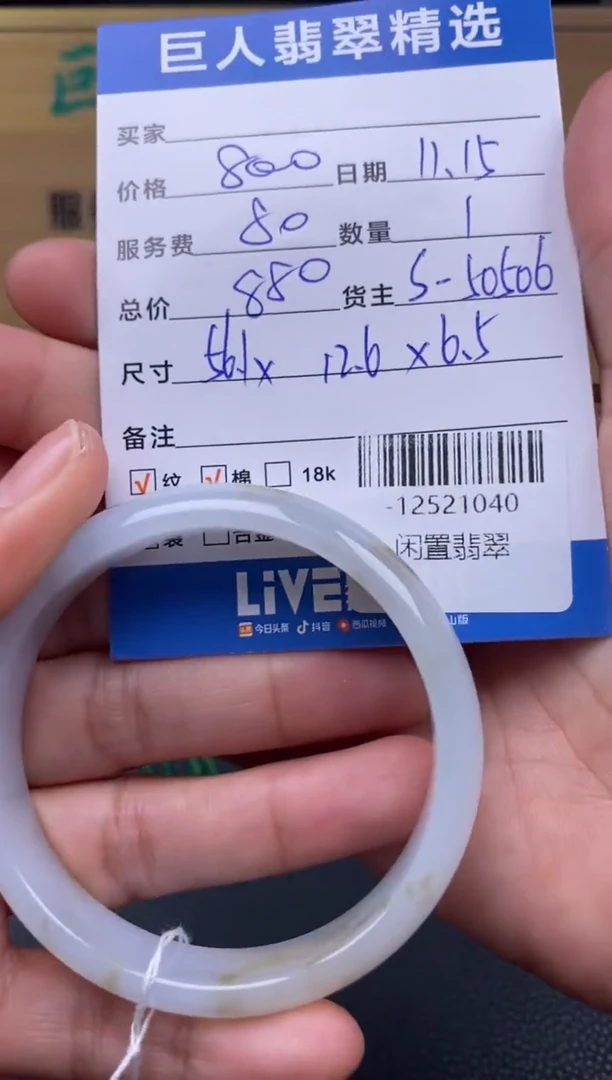 巨人翡翠精选
买家
价格 800 日期 11.15
服务费 80 数量 1
总价 880 货主 S-50506
尺寸 56.1x 12.6 x6.5
备注
纹 棉 18k
-12521040
闲置翡翠
LiVE
今日头条 抖音 西瓜视频